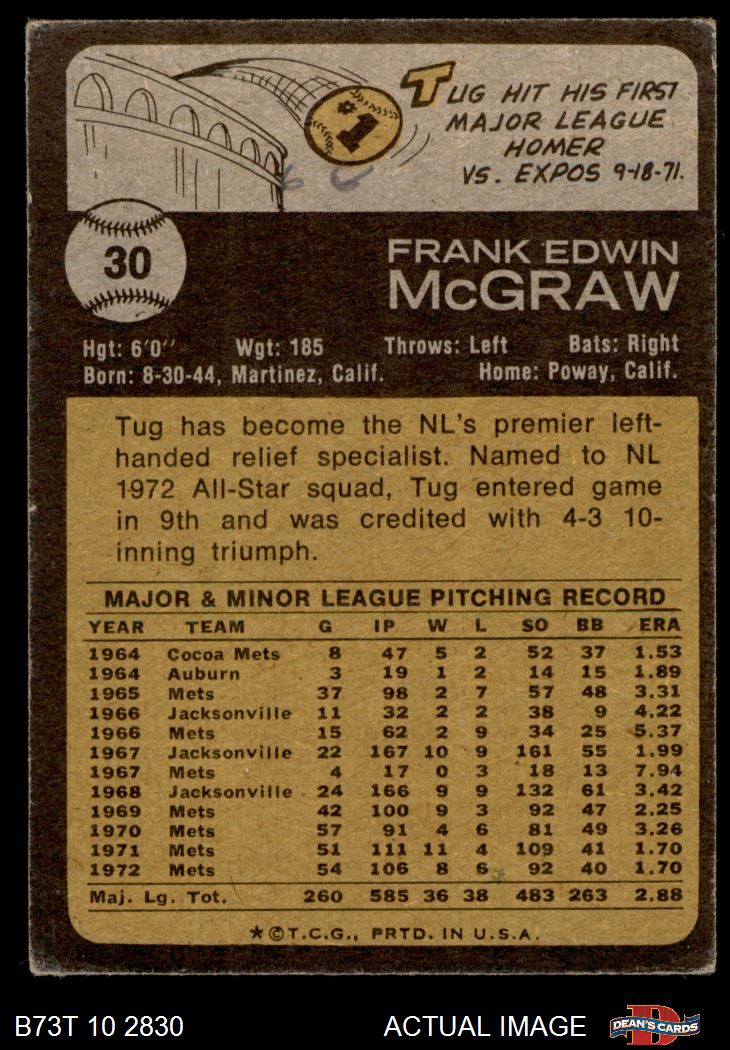 #1
TUG HIT HIS FIRST
MAJOR LEAGUE
HOMER
VS. EXPOS 9-18-71.
30
FRANK EDWIN
McGRAW
Hgt: 6'0" Wgt: 185 Throws: Left Bats: Right
Born: 8-30-44, Martinez, Calif. Home: Poway, Calif.
Tug has become the NL's premier left-
handed relief specialist. Named to NL
1972 All-Star squad, Tug entered game
in 9th and was credited with 4-3 10-
inning triumph.
MAJOR & MINOR LEAGUE PITCHING RECORD
YEAR TEAM G IP W L SO BB ERA
1964 Cocoa Mets 8 47 5 2 52 37 1.53
1964 Auburn 3 19 1 2 14 15 1.89
1965 Mets 37 98 2 7 57 48 3.31
1966 Jacksonville 11 32 2 2 38 9 4.22
1966 Mets 15 62 2 9 34 25 5.37
1967 Jacksonville 22 167 10 9 161 55 1.99
1967 Mets 4 17 0 3 18 13 7.94
1968 Jacksonville 24 166 9 9 132 61 3.42
1969 Mets 42 100 9 3 92 47 2.25
1970 Mets 57 91 4 6 81 49 3.26
1971 Mets 51 111 11 4 109 41 1.70
1972 Mets 54 106 8 6 92 40 1.70
Maj. Lg. Tot. 260 585 36 38 483 263 2.88
*©T.C.G., PRTD. IN U.S.A.
B73T 10 2830 ACTUAL IMAGE DEAN'S CARDS